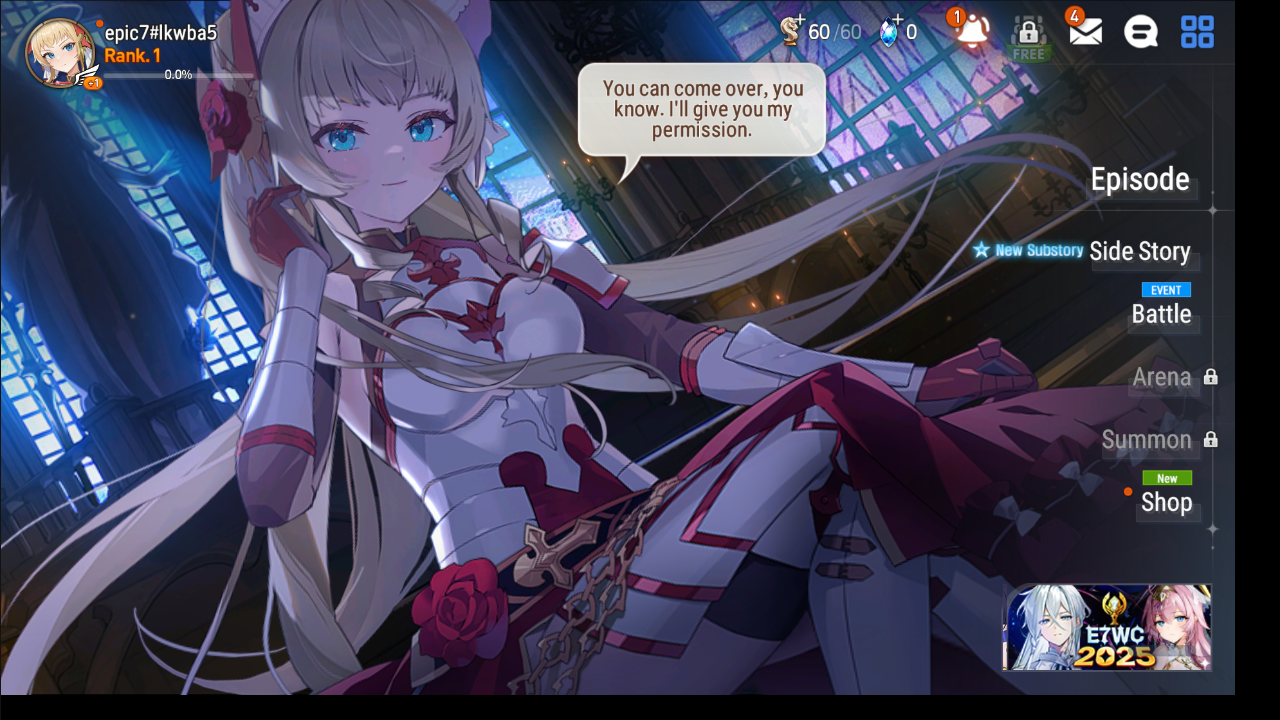 epic7#lkwba5
Rank. 1
+1
0.0%
60 /60
0
1
FREE
4
You can come over, you
know. I'll give you my
permission.
Episode
New Substory
Side Story
EVENT
Battle
Arena
Summon
New
Shop
E7WC
2025